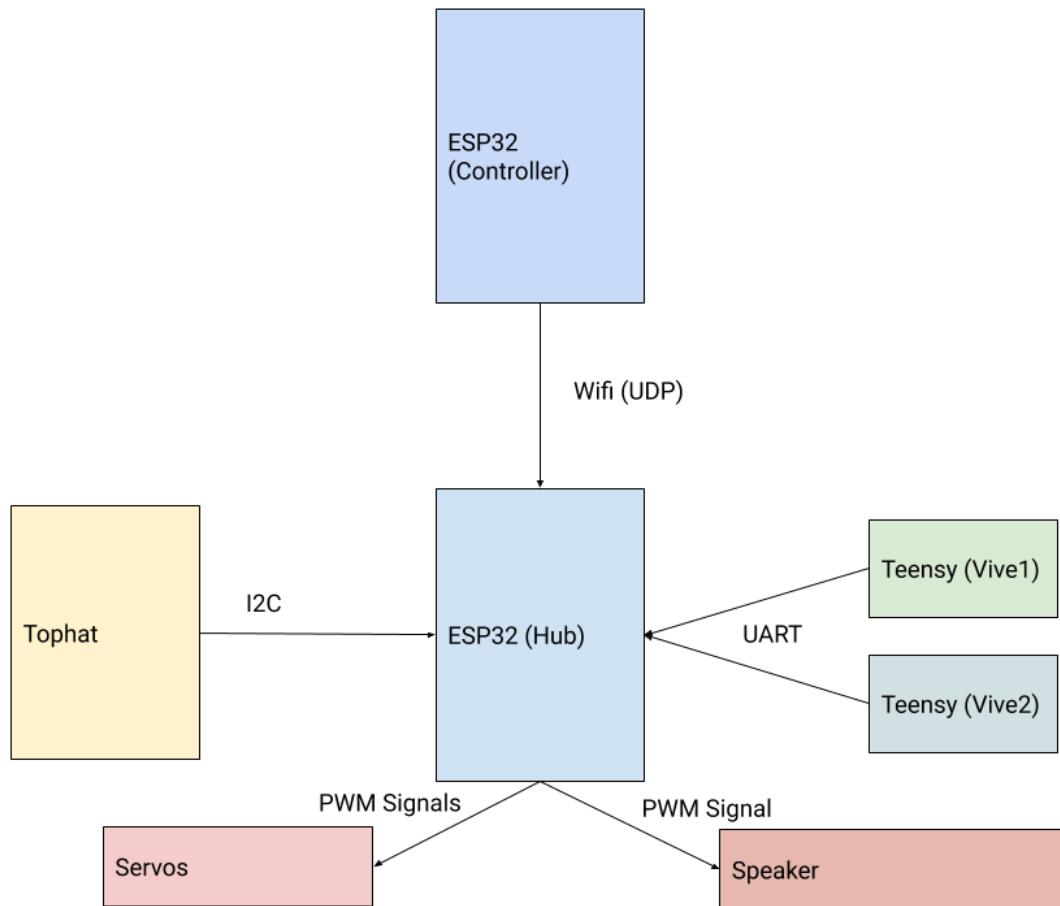 ESP32
(Controller)
Wifi (UDP)
Tophat
I2C
ESP32 (Hub)
Teensy (Vive1)
UART
Teensy (Vive2)
PWM Signals
PWM Signal
Servos
Speaker